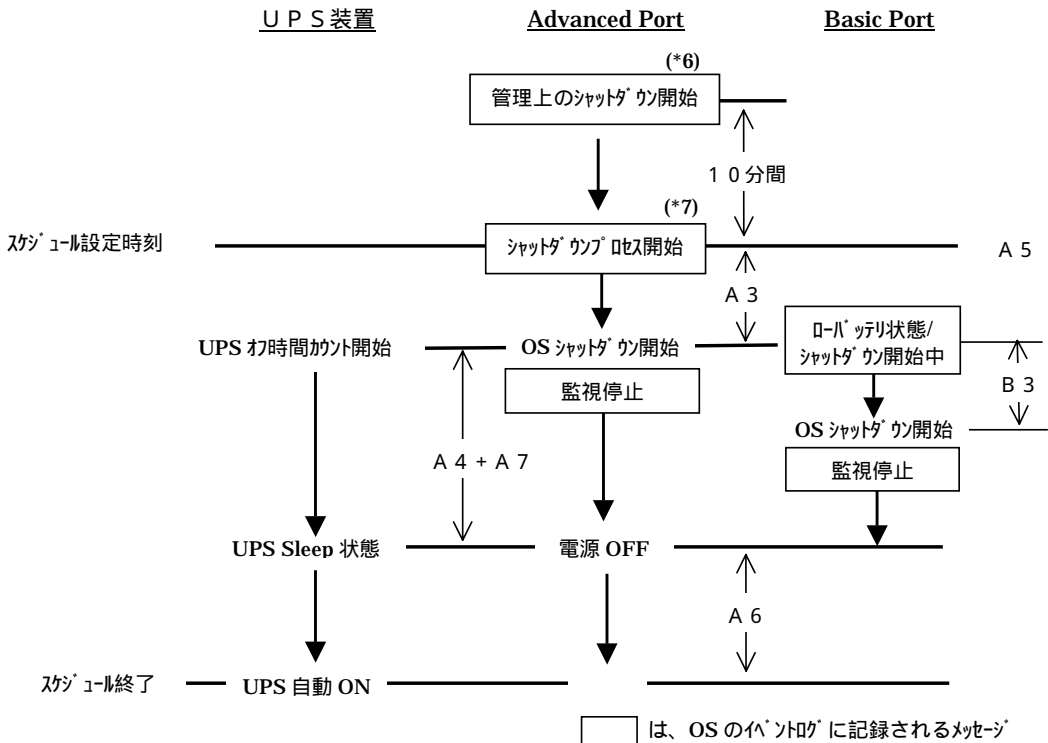 ＵＰＳ装置 Advanced Port Basic Port
(*6)
管理上のｼｬｯﾄﾀﾞｳﾝ開始
１０分間
(*7)
ｽｹｼﾞｭｰﾙ設定時刻 ｼｬｯﾄﾀﾞｳﾝﾌﾟﾛｾｽ開始 Ａ５
Ａ３
ﾛｰﾊﾞｯﾃﾘ状態/
ｼｬｯﾄﾀﾞｳﾝ開始中
UPS ｵﾌ時間ｶｳﾝﾄ開始 OS ｼｬｯﾄﾀﾞｳﾝ開始
監視停止 Ｂ３
OS ｼｬｯﾄﾀﾞｳﾝ開始
Ａ４＋Ａ７
監視停止
UPS Sleep 状態 電源 OFF
Ａ６
ｽｹｼﾞｭｰﾙ終了 UPS 自動 ON
は、OS のｲﾍﾞﾝﾄﾛｸﾞに記録されるﾒｯｾｰｼﾞ